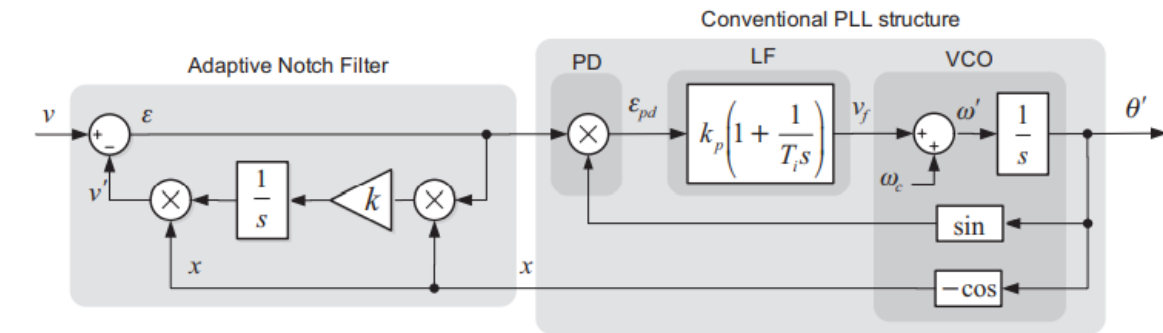 Conventional PLL structure
Adaptive Notch Filter
PD
LF
VCO
v
+
−
ε
×
ε_pd
k_p(1 + 1/(T_i s))
v_f
+
+
ω'
1/s
θ'
ω_c
v'
×
1/s
k
×
sin
x
x
−cos